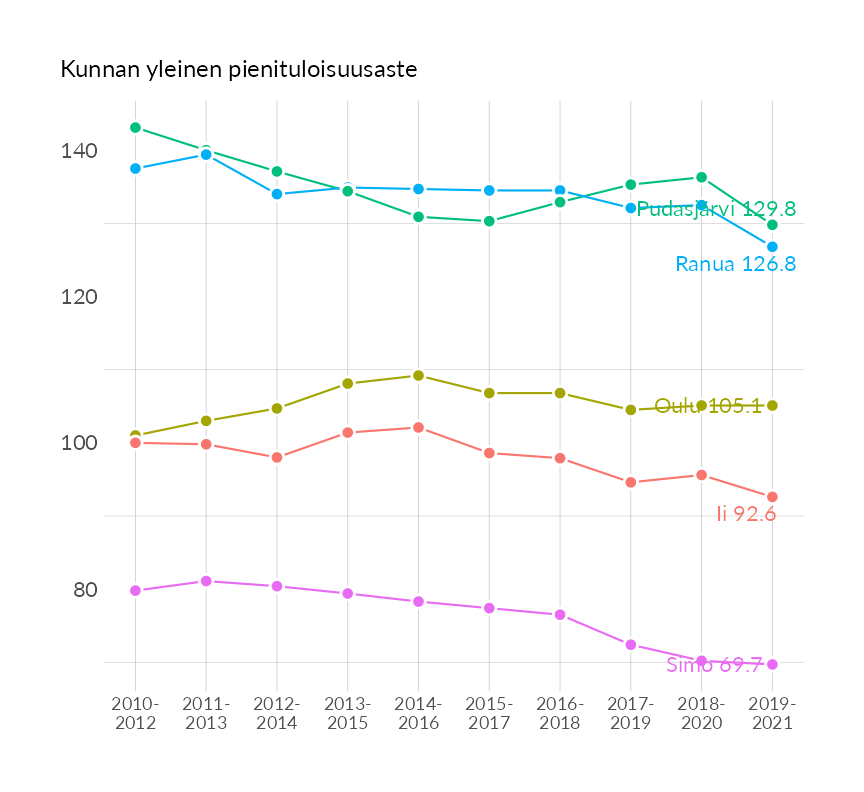 Kunnan yleinen pienituloisuusaste
140
120
100
80
Pudasjärvi 129.8
Ranua 126.8
Oulu 105.1
Ii 92.6
Simo 69.7
2010- 2011- 2012- 2013- 2014- 2015- 2016- 2017- 2018- 2019-
2012 2013 2014 2015 2016 2017 2018 2019 2020 2021